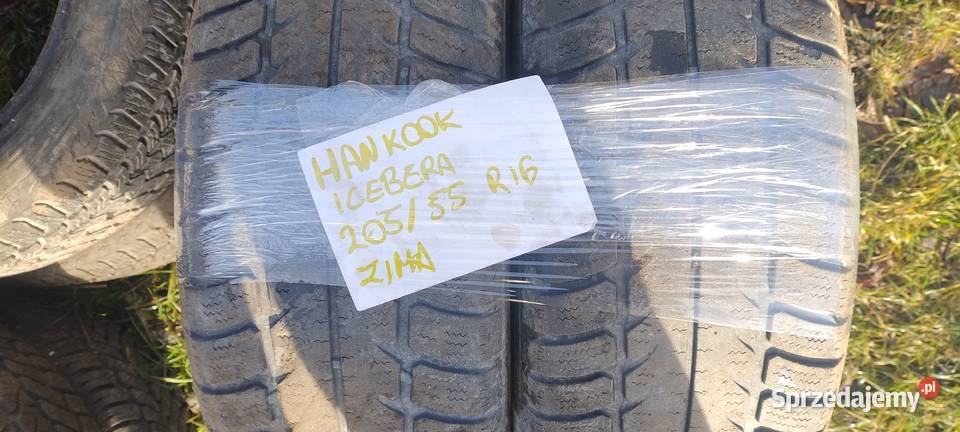 HANKOOK
ICEBERA
205/55 R16
ZIMA
Sprzedajemy.pl